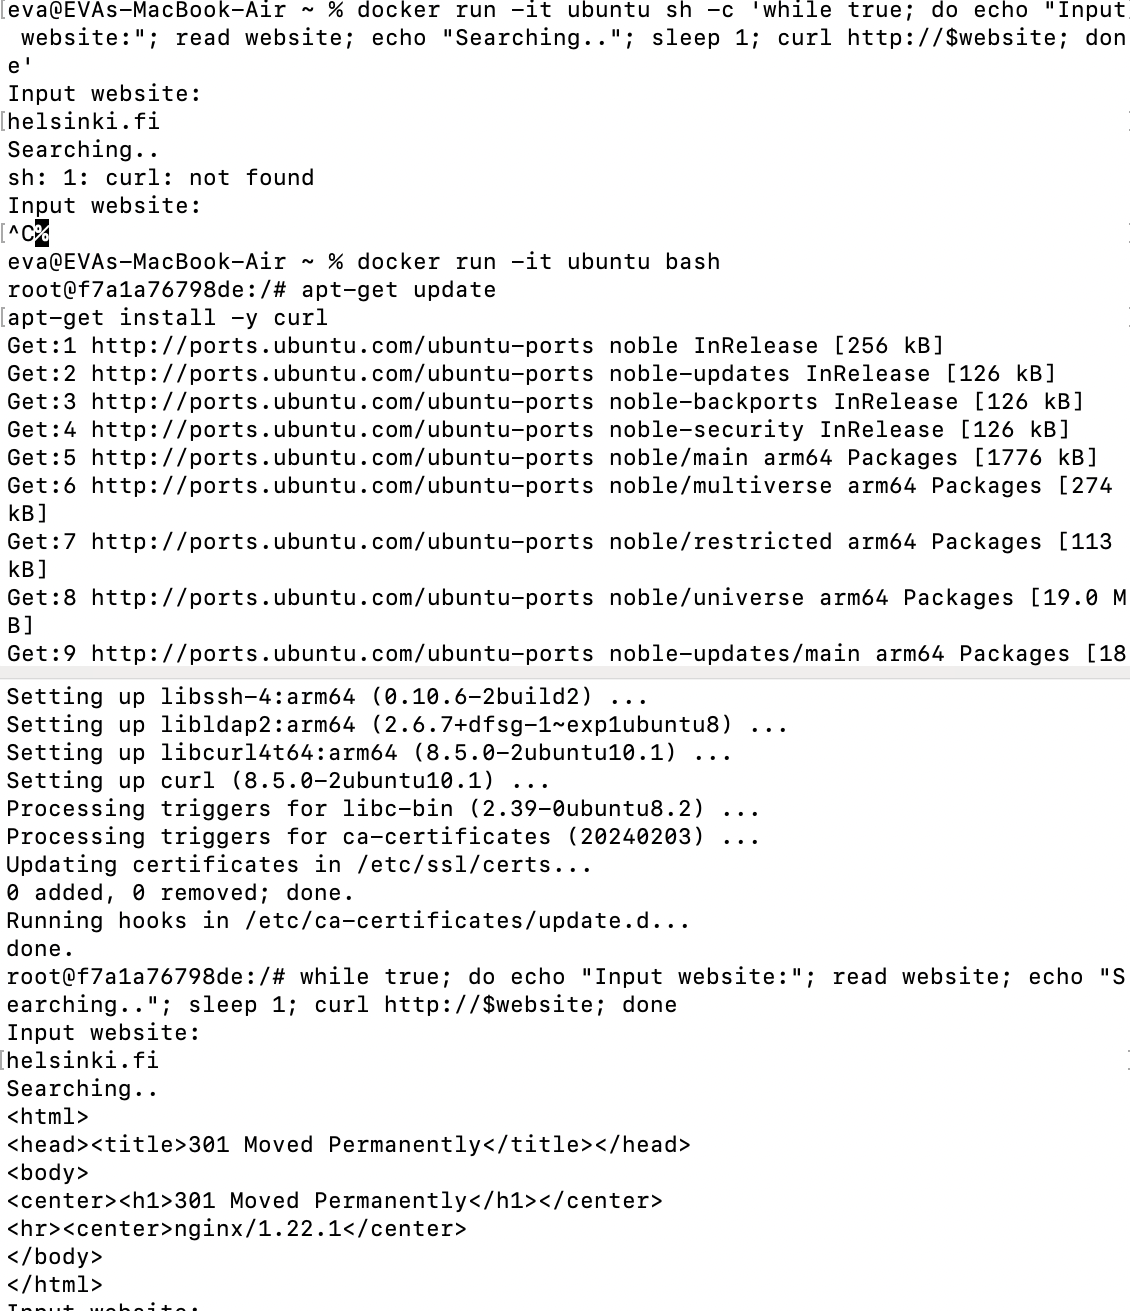 [eva@EVAs-MacBook-Air ~ % docker run -it ubuntu sh -c 'while true; do echo "Input]
website:"; read website; echo "Searching.."; sleep 1; curl http://$website; don
e'
Input website:
[helsinki.fi]
Searching..
sh: 1: curl: not found
Input website:
[^C%]
eva@EVAs-MacBook-Air ~ % docker run -it ubuntu bash
root@f7a1a76798de:/# apt-get update
[apt-get install -y curl]
Get:1 http://ports.ubuntu.com/ubuntu-ports noble InRelease [256 kB]
Get:2 http://ports.ubuntu.com/ubuntu-ports noble-updates InRelease [126 kB]
Get:3 http://ports.ubuntu.com/ubuntu-ports noble-backports InRelease [126 kB]
Get:4 http://ports.ubuntu.com/ubuntu-ports noble-security InRelease [126 kB]
Get:5 http://ports.ubuntu.com/ubuntu-ports noble/main arm64 Packages [1776 kB]
Get:6 http://ports.ubuntu.com/ubuntu-ports noble/multiverse arm64 Packages [274
kB]
Get:7 http://ports.ubuntu.com/ubuntu-ports noble/restricted arm64 Packages [113
kB]
Get:8 http://ports.ubuntu.com/ubuntu-ports noble/universe arm64 Packages [19.0 M
B]
Get:9 http://ports.ubuntu.com/ubuntu-ports noble-updates/main arm64 Packages [18
Setting up libssh-4:arm64 (0.10.6-2build2) ...
Setting up libldap2:arm64 (2.6.7+dfsg-1~exp1ubuntu8) ...
Setting up libcurl4t64:arm64 (8.5.0-2ubuntu10.1) ...
Setting up curl (8.5.0-2ubuntu10.1) ...
Processing triggers for libc-bin (2.39-0ubuntu8.2) ...
Processing triggers for ca-certificates (20240203) ...
Updating certificates in /etc/ssl/certs...
0 added, 0 removed; done.
Running hooks in /etc/ca-certificates/update.d...
done.
root@f7a1a76798de:/# while true; do echo "Input website:"; read website; echo "S
earching.."; sleep 1; curl http://$website; done
Input website:
[helsinki.fi]
Searching..
<html>
<head><title>301 Moved Permanently</title></head>
<body>
<center><h1>301 Moved Permanently</h1></center>
<hr><center>nginx/1.22.1</center>
</body>
</html>
Input website: